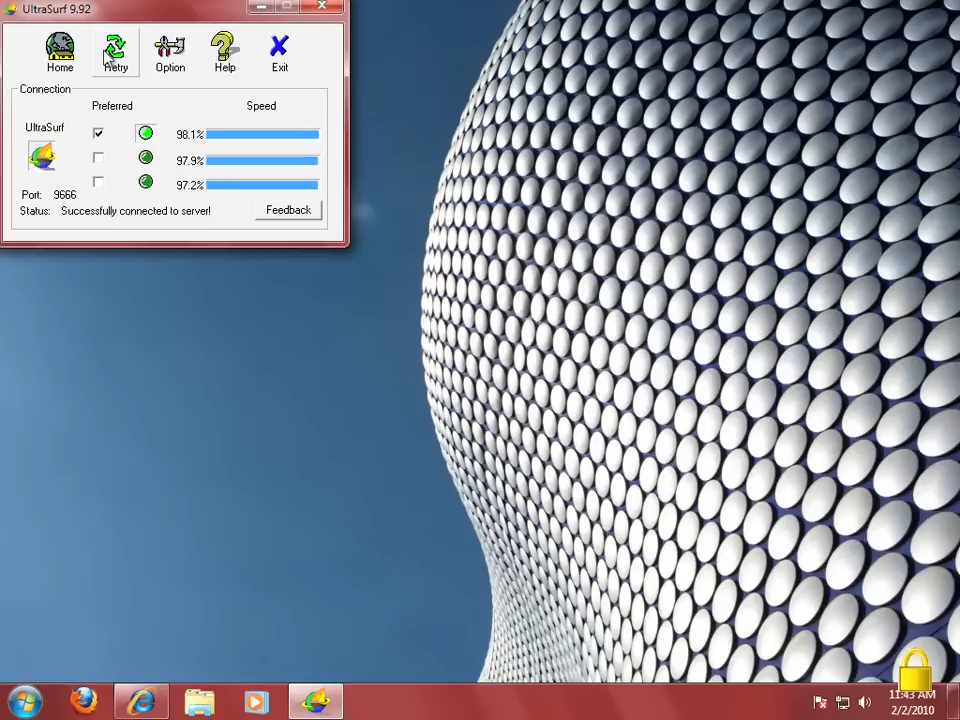 UltraSurf 9.92
Home
Retry
Option
Help
Exit
Connection
Preferred
Speed
UltraSurf
98.1%
97.9%
97.2%
Port: 9666
Status: Successfully connected to server!
Feedback
11:43 AM
2/2/2010